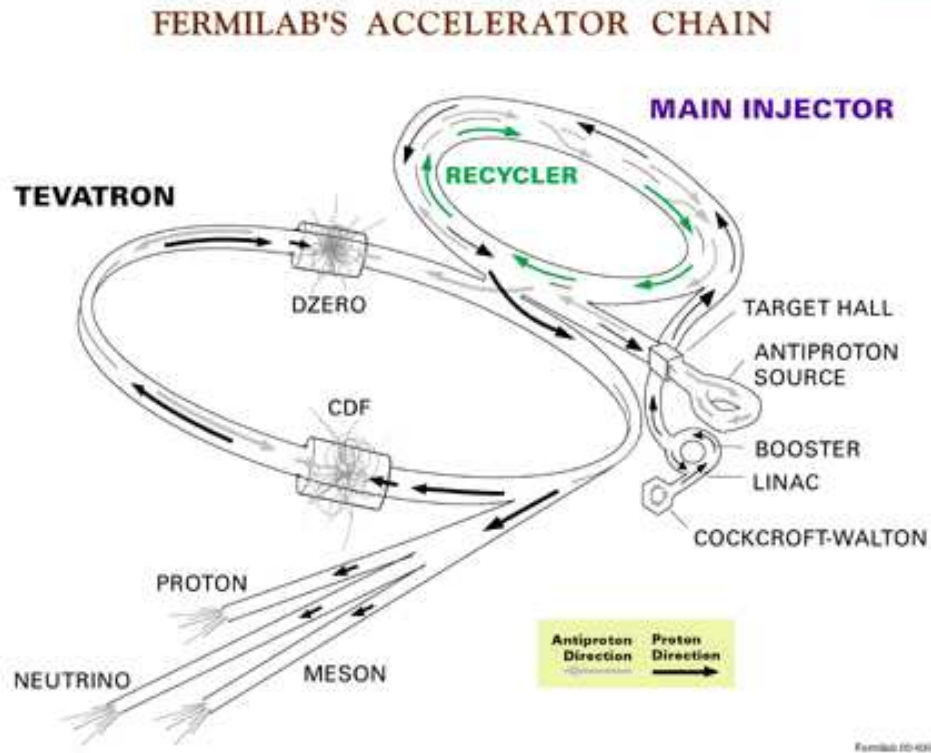 FERMILAB'S ACCELERATOR CHAIN
MAIN INJECTOR
RECYCLER
TEVATRON
DZERO
TARGET HALL
ANTIPROTON
SOURCE
CDF
BOOSTER
LINAC
COCKCROFT-WALTON
PROTON
NEUTRINO
MESON
Antiproton Proton
Direction Direction
Fermilab